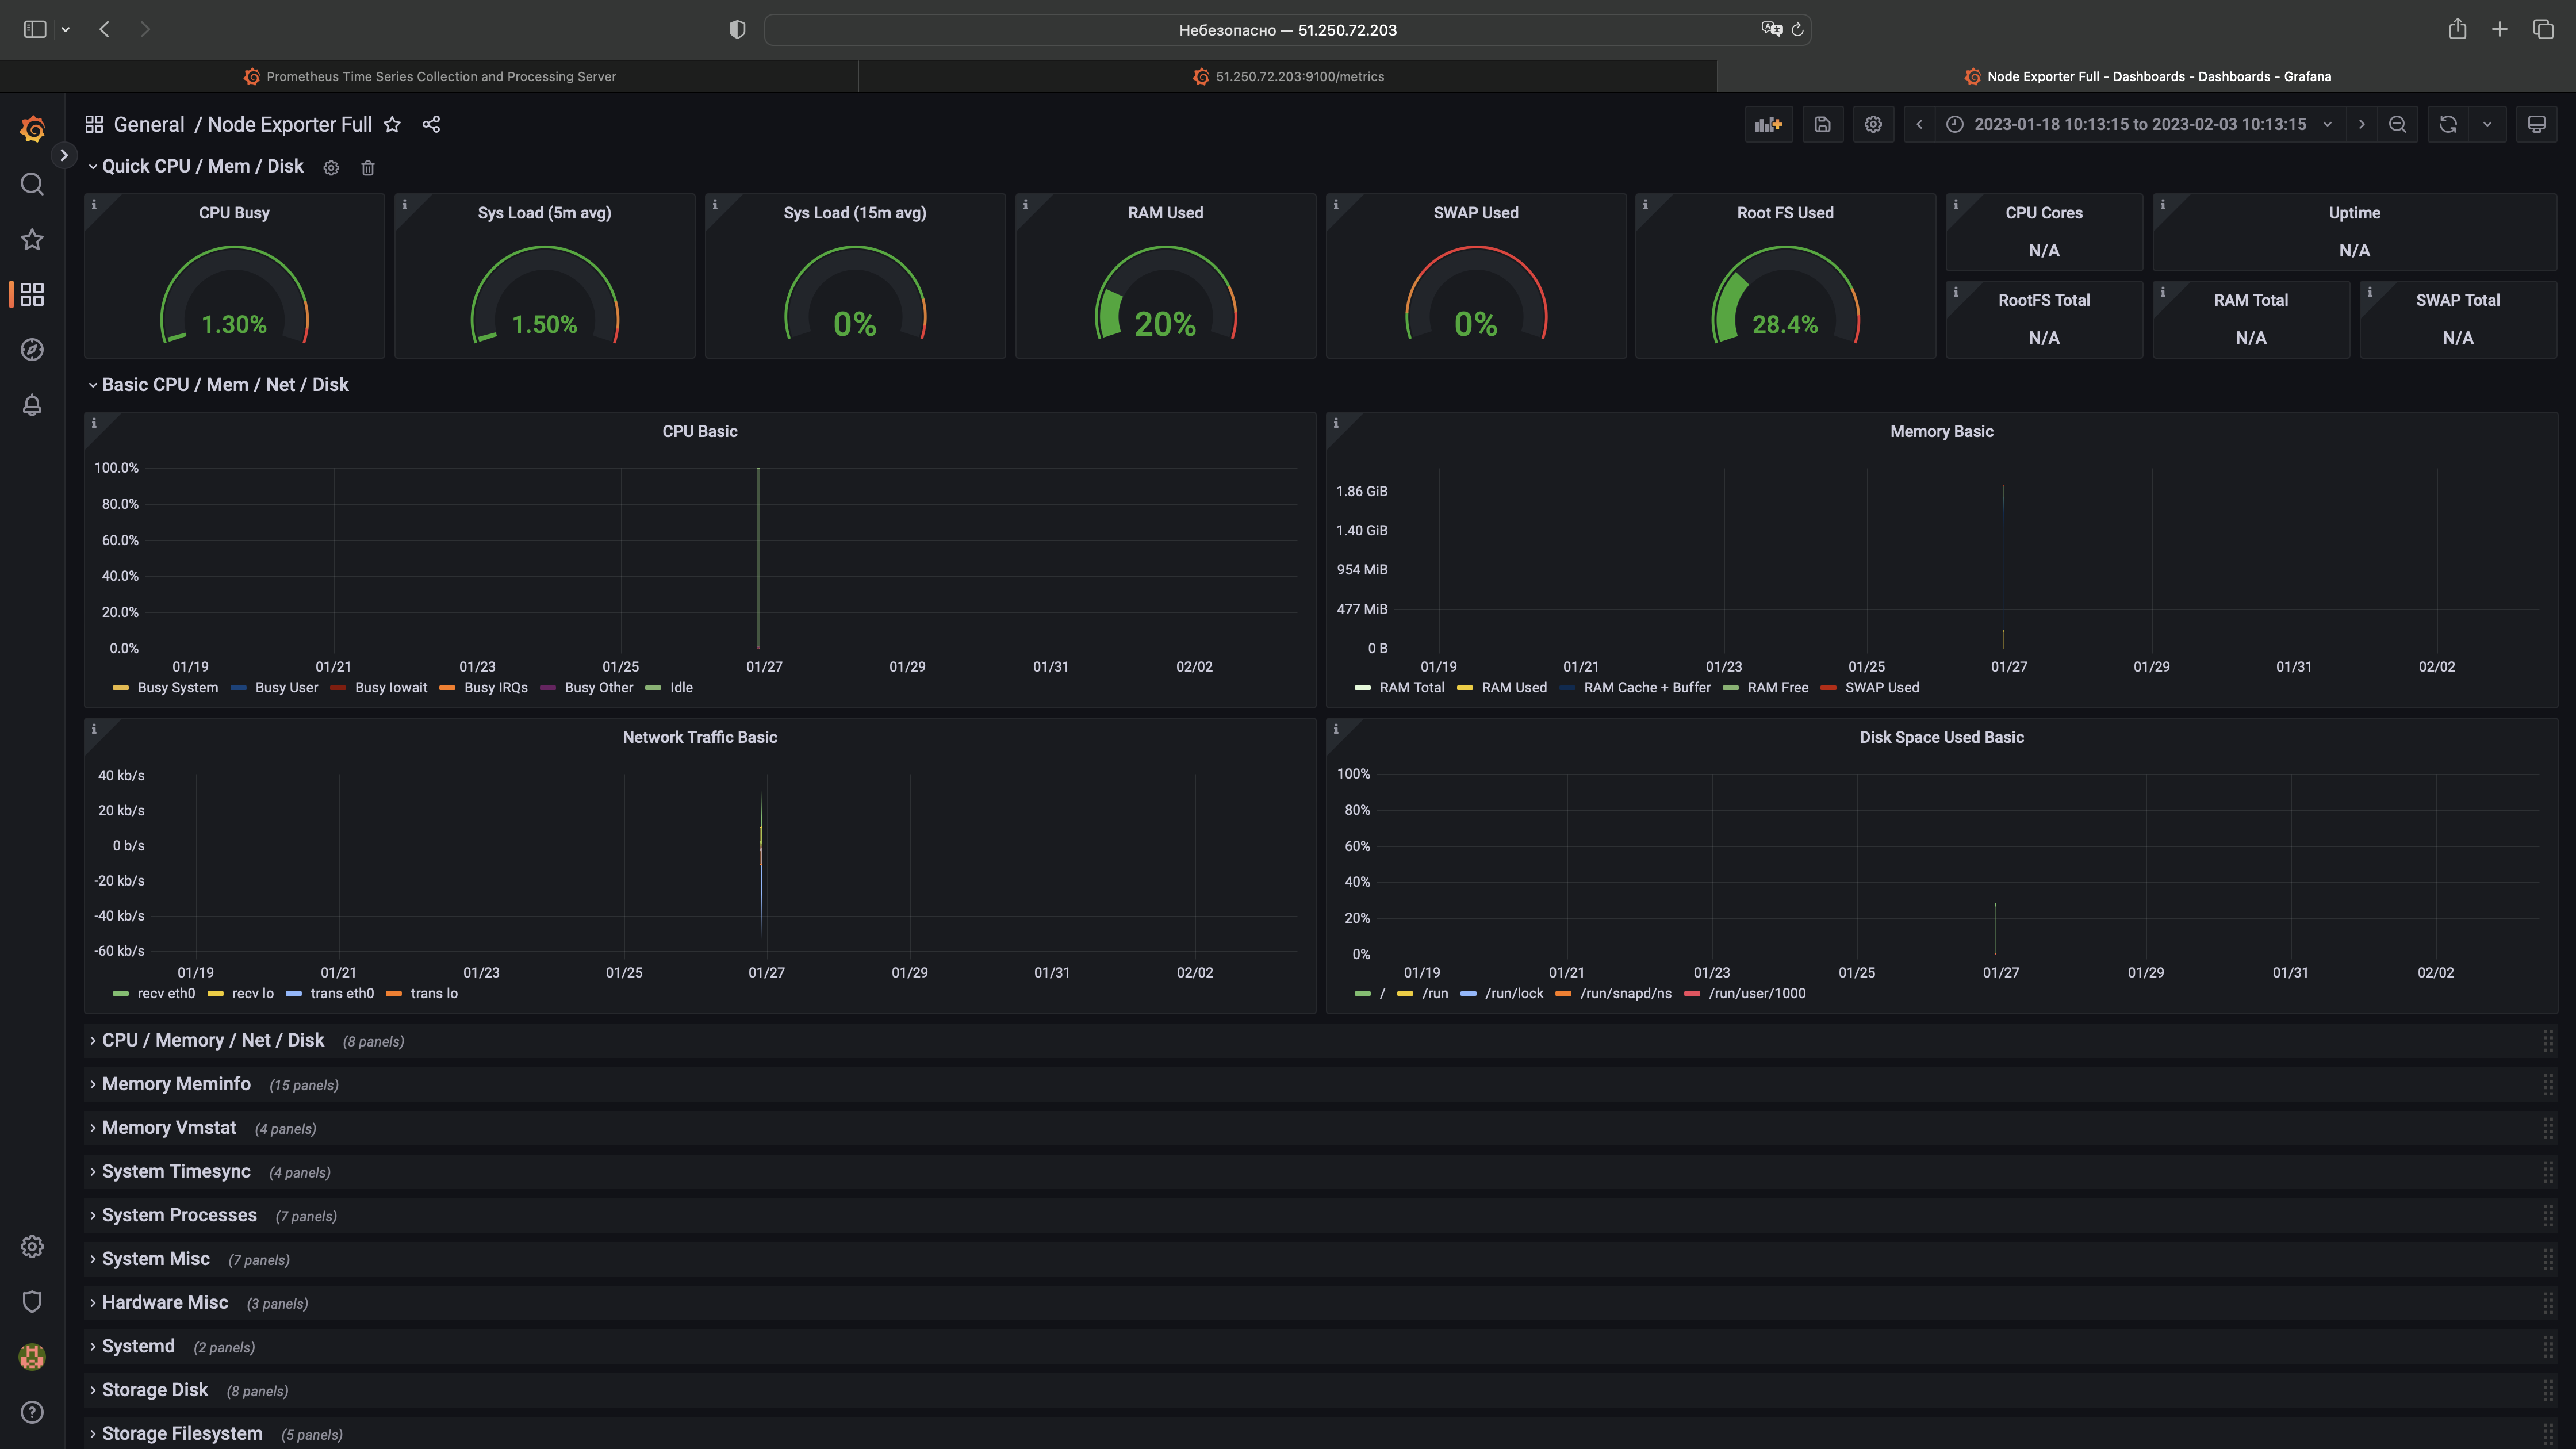 Небезопасно — 51.250.72.203
Prometheus Time Series Collection and Processing Server
51.250.72.203:9100/metrics
Node Exporter Full - Dashboards - Dashboards - Grafana
General / Node Exporter Full
2023-01-18 10:13:15 to 2023-02-03 10:13:15
Quick CPU / Mem / Disk
CPU Busy
1.30%
Sys Load (5m avg)
1.50%
Sys Load (15m avg)
0%
RAM Used
20%
SWAP Used
0%
Root FS Used
28.4%
CPU Cores
N/A
Uptime
N/A
RootFS Total
N/A
RAM Total
N/A
SWAP Total
N/A
Basic CPU / Mem / Net / Disk
CPU Basic
100.0%
80.0%
60.0%
40.0%
20.0%
0.0%
01/19 01/21 01/23 01/25 01/27 01/29 01/31 02/02
Busy System Busy User Busy Iowait Busy IRQs Busy Other Idle
Memory Basic
1.86 GiB
1.40 GiB
954 MiB
477 MiB
0 B
01/19 01/21 01/23 01/25 01/27 01/29 01/31 02/02
RAM Total RAM Used RAM Cache + Buffer RAM Free SWAP Used
Network Traffic Basic
40 kb/s
20 kb/s
0 b/s
-20 kb/s
-40 kb/s
-60 kb/s
01/19 01/21 01/23 01/25 01/27 01/29 01/31 02/02
recv eth0 recv lo trans eth0 trans lo
Disk Space Used Basic
100%
80%
60%
40%
20%
0%
01/19 01/21 01/23 01/25 01/27 01/29 01/31 02/02
/ /run /run/lock /run/snapd/ns /run/user/1000
CPU / Memory / Net / Disk (8 panels)
Memory Meminfo (15 panels)
Memory Vmstat (4 panels)
System Timesync (4 panels)
System Processes (7 panels)
System Misc (7 panels)
Hardware Misc (3 panels)
Systemd (2 panels)
Storage Disk (8 panels)
Storage Filesystem (5 panels)